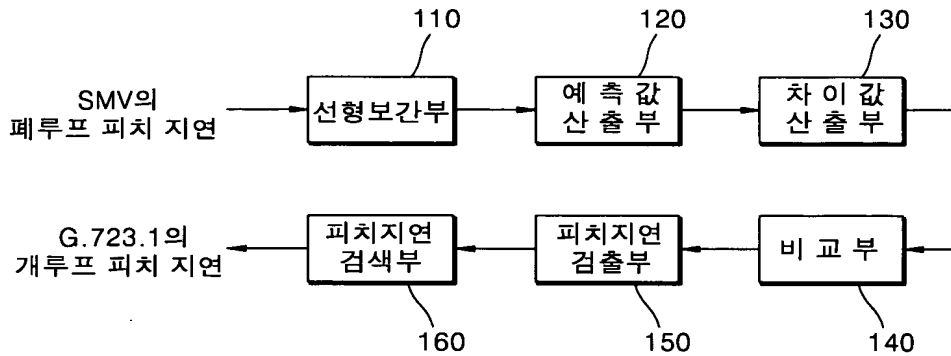 110
120
130
SMV의
폐루프 피치 지연
선형보간부
예 측 값
산 출 부
차 이 값
산 출 부
G.723.1의
개루프 피치 지연
피치지연
검색부
피치지연
검출부
비 교 부
160
150
140